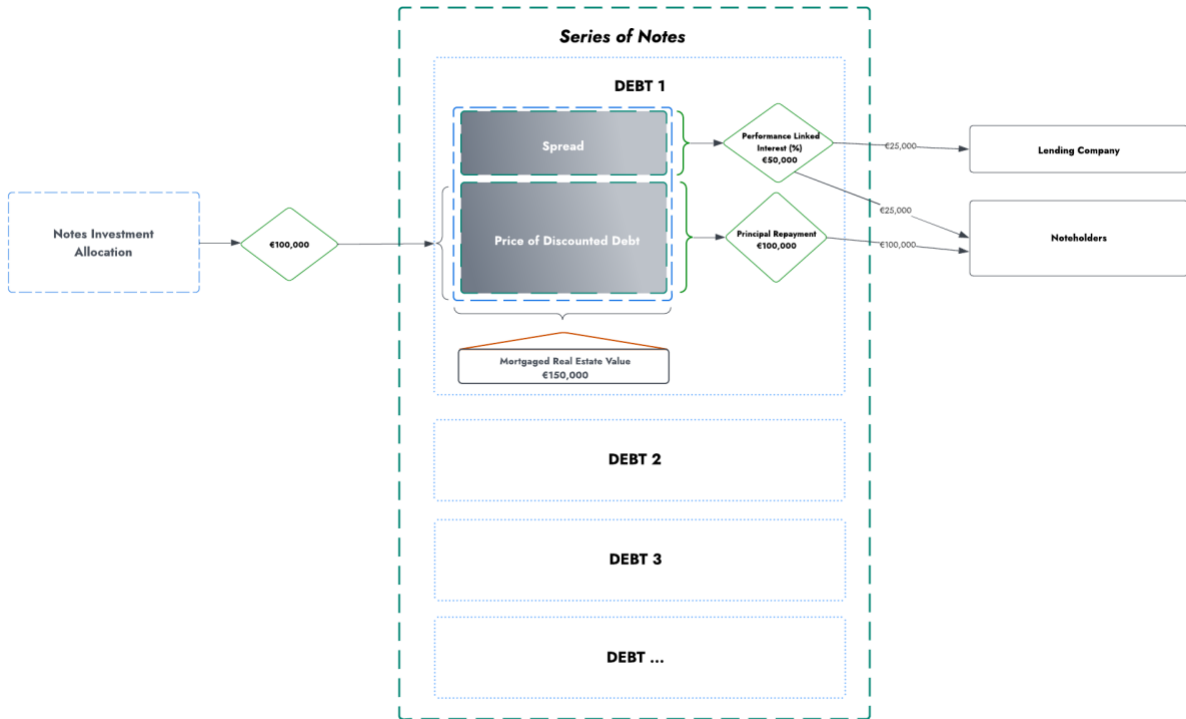 Series of Notes
DEBT 1
Spread
Performance Linked
Interest (%)
€50,000
€25,000
Lending Company
Notes Investment
Allocation
€100,000
Price of Discounted Debt
Principal Repayment
€100,000
€25,000
€100,000
Noteholders
Mortgaged Real Estate Value
€150,000
DEBT 2
DEBT 3
DEBT ...